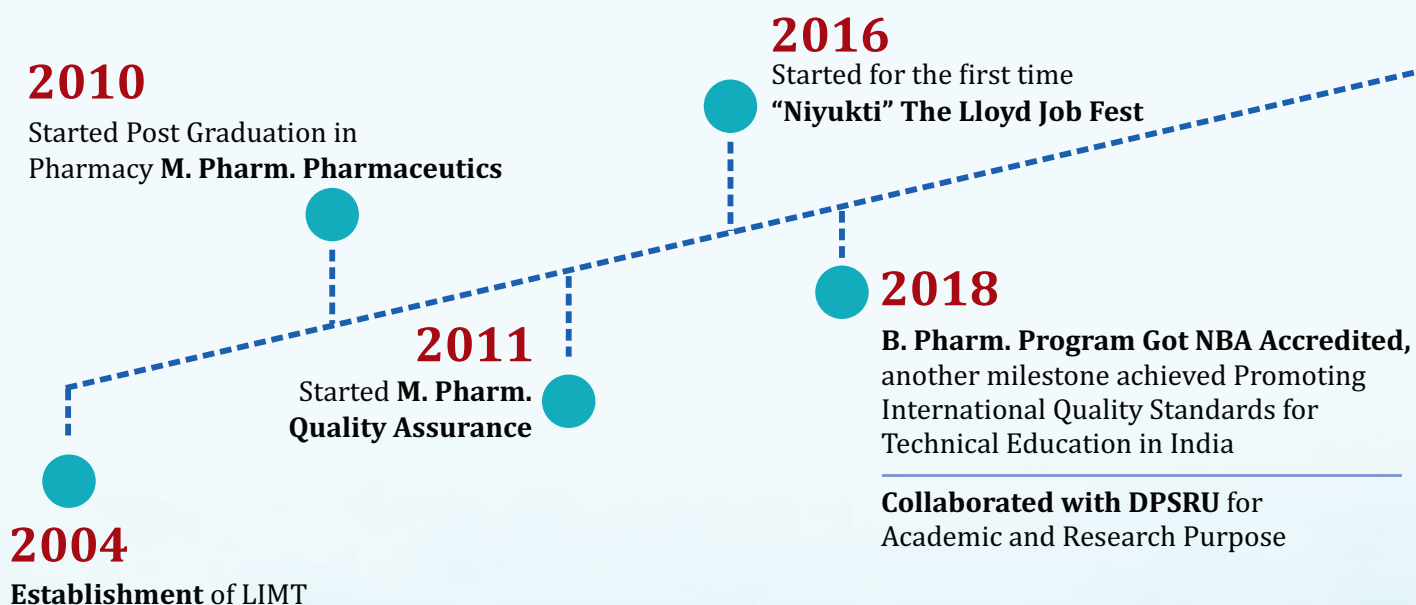 2010
Started Post Graduation in
Pharmacy M. Pharm. Pharmaceutics
2016
Started for the first time
“Niyukti” The Lloyd Job Fest
2011
Started M. Pharm.
Quality Assurance
2018
B. Pharm. Program Got NBA Accredited,
another milestone achieved Promoting
International Quality Standards for
Technical Education in India
Collaborated with DPSRU for
Academic and Research Purpose
2004
Establishment of LIMT